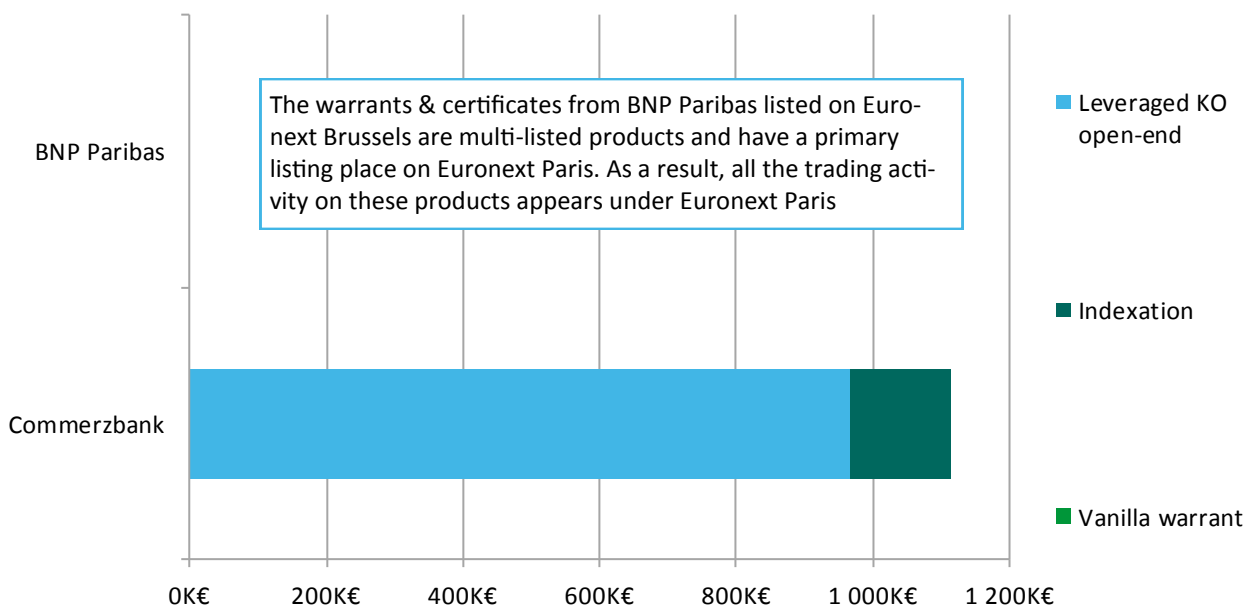 The warrants & certificates from BNP Paribas listed on Euro-
next Brussels are multi-listed products and have a primary
listing place on Euronext Paris. As a result, all the trading acti-
vity on these products appears under Euronext Paris
BNP Paribas
Commerzbank
0K€ 200K€ 400K€ 600K€ 800K€ 1 000K€ 1 200K€
Leveraged KO
open-end
Indexation
Vanilla warrant